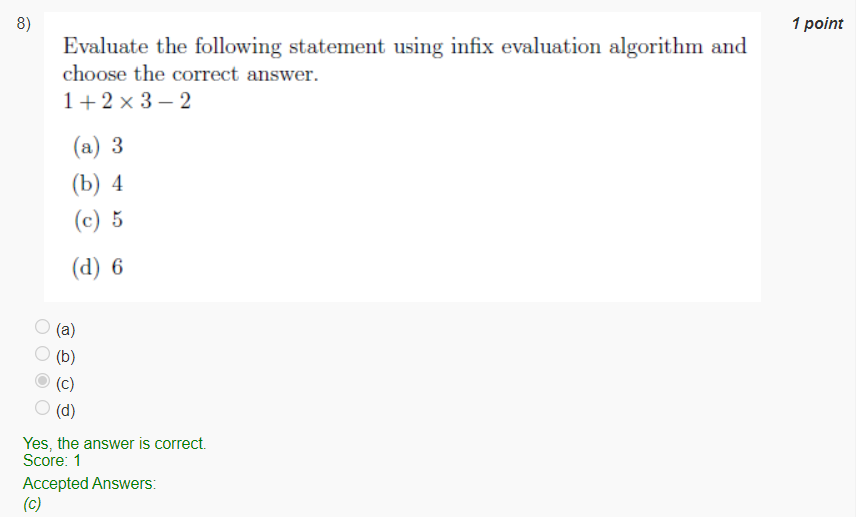 8)
1 point
Evaluate the following statement using infix evaluation algorithm and
choose the correct answer.
1 + 2 × 3 − 2
(a) 3
(b) 4
(c) 5
(d) 6
(a)
(b)
(c)
(d)
Yes, the answer is correct.
Score: 1
Accepted Answers:
(c)